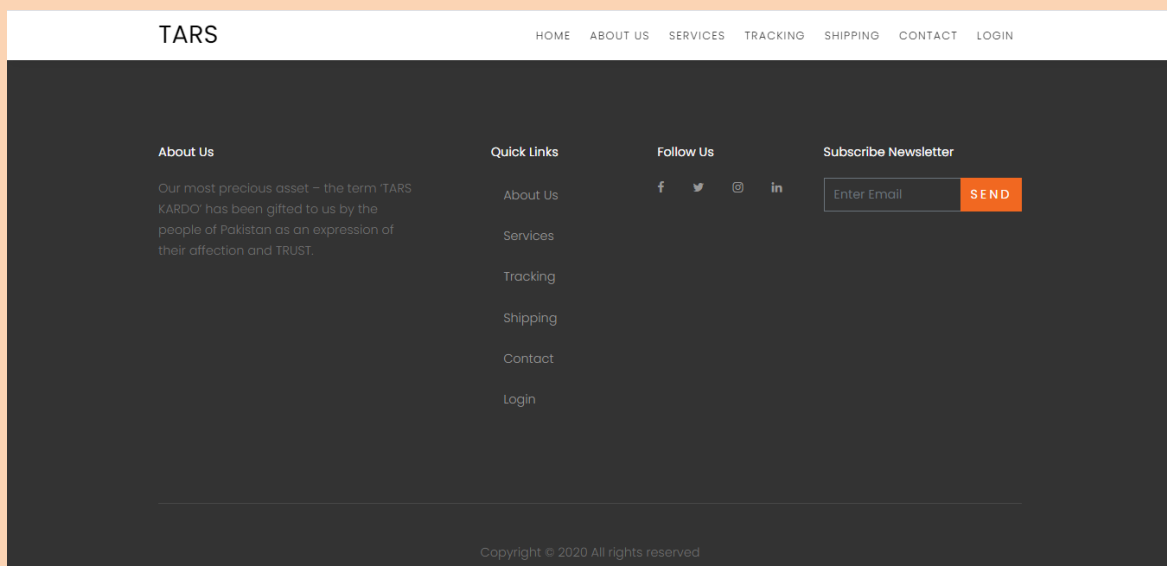 TARS
HOME ABOUT US SERVICES TRACKING SHIPPING CONTACT LOGIN
About Us
Our most precious asset – the term ‘TARS
KARDO’ has been gifted to us by the
people of Pakistan as an expression of
their affection and TRUST.
Quick Links
About Us
Services
Tracking
Shipping
Contact
Login
Follow Us
Subscribe Newsletter
Enter Email SEND
Copyright © 2020 All rights reserved